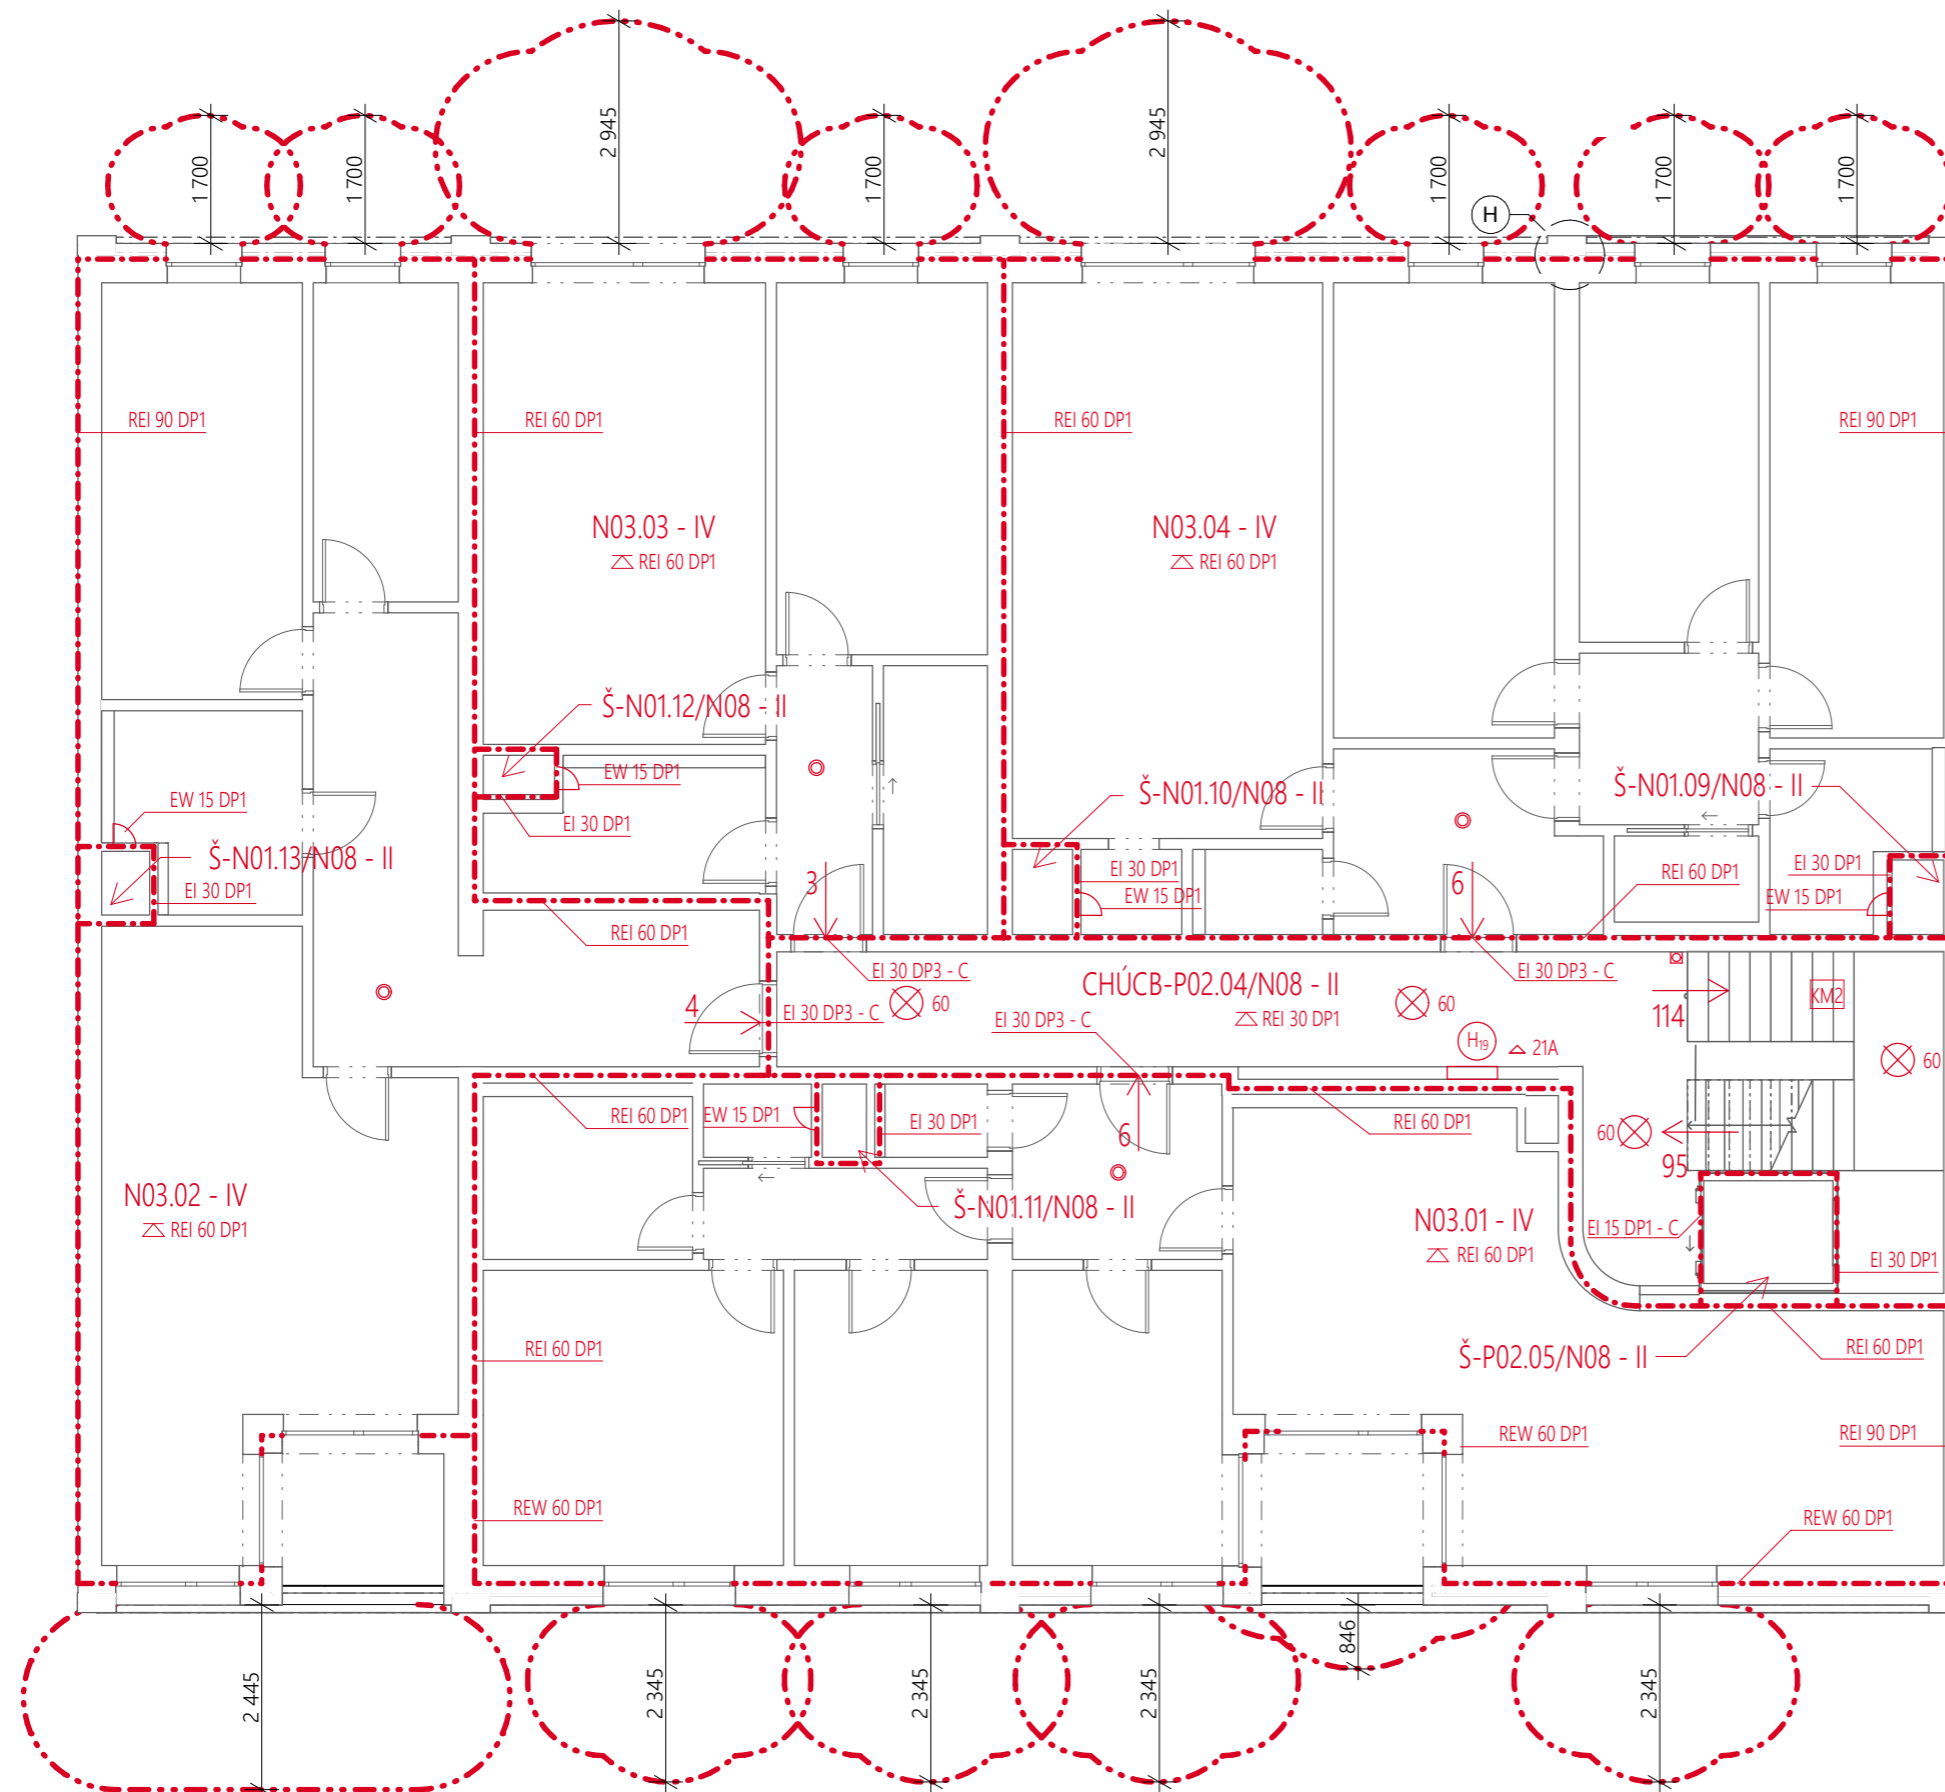 2 945
2 945
1 700
1 700
1 700
1 700
1 700
1 700
H
REI 90 DP1
REI 60 DP1
REI 60 DP1
REI 90 DP1
N03.03 - IV
REI 60 DP1
N03.04 - IV
REI 60 DP1
Š-N01.12/N08 - II
EW 15 DP1
EI 30 DP1
Š-N01.10/N08 - II
Š-N01.09/N08 - II
EW 15 DP1
Š-N01.13/N08 - II
EI 30 DP1
3
EI 30 DP1
EW 15 DP1
6
REI 60 DP1
EI 30 DP1
EW 15 DP1
REI 60 DP1
EI 30 DP3 - C
CHÚCB-P02.04/N08 - II
REI 30 DP1
EI 30 DP3 - C
4
EI 30 DP3 - C
60
60
EI 30 DP3 - C
114
KM2
H19
21A
60
REI 60 DP1
EW 15 DP1
EI 30 DP1
6
REI 60 DP1
60
95
N03.02 - IV
REI 60 DP1
Š-N01.11/N08 - II
N03.01 - IV
REI 60 DP1
EI 15 DP1 - C
EI 30 DP1
REI 60 DP1
Š-P02.05/N08 - II
REI 60 DP1
REW 60 DP1
REI 90 DP1
REW 60 DP1
REW 60 DP1
2 445
2 345
2 345
2 345
846
2 345